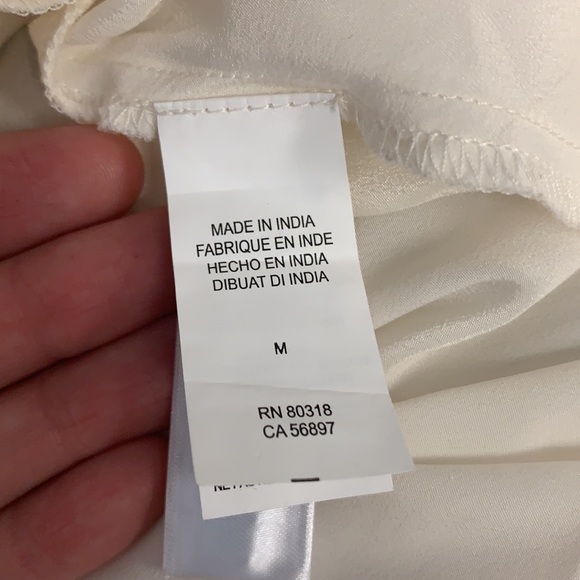 MADE IN INDIA
FABRIQUE EN INDE
HECHO EN INDIA
DIBUAT DI INDIA
M
RN 80318
CA 56897